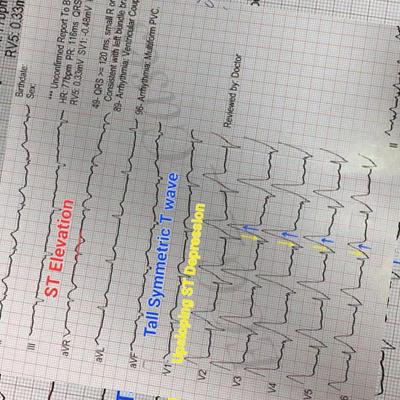 RV5: 0.33m
Birthdate:
Sex:
*** Unconfirmed Report To B
HR: 77bpm PR: 116ms QRS
RV5: 0.33mV SV1: -0.48mV
49- QRS >= 120 ms, small R or
Consistent with left bundle br
89- Arrhythmia: Ventricular Coup
96- Arrhythmia: Multiform PVC,
Reviewed by Doctor
ST Elevation
Tall Symmetric T wave
Upsloping ST Depression
III
aVR
aVL
aVF
V1
V2
V3
V4
V5
II